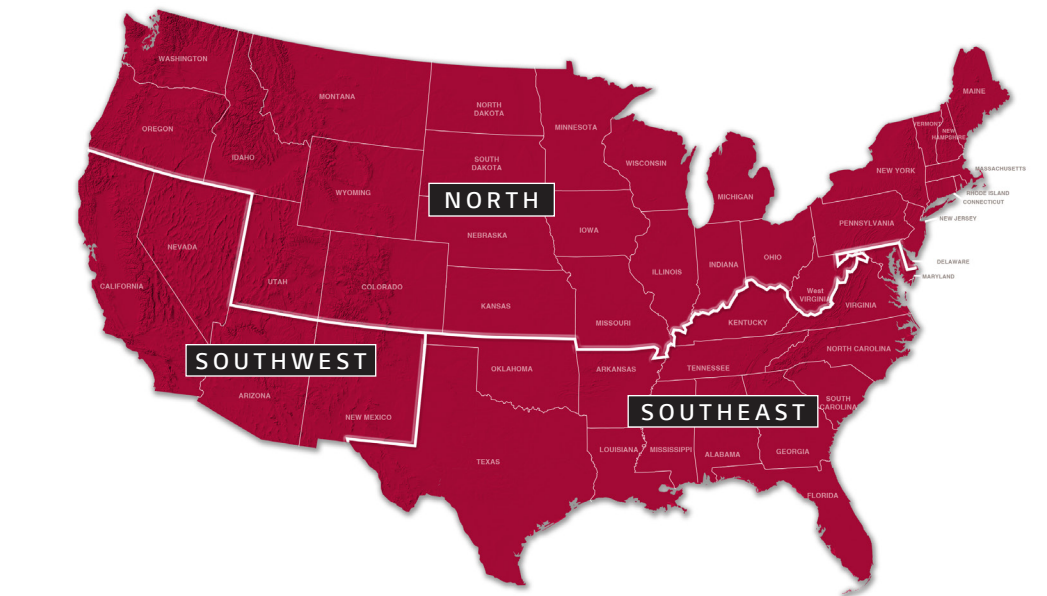 WASHINGTON
MONTANA
NORTH
DAKOTA
MINNESOTA
MAINE
OREGON
IDAHO
SOUTH
DAKOTA
WISCONSIN
MICHIGAN
VERMONT
NEW
HAMPSHIRE
NEW YORK
MASSACHUSETTS
RHODE ISLAND
CONNECTICUT
WYOMING
NORTH
NEBRASKA
IOWA
PENNSYLVANIA
NEW JERSEY
NEVADA
UTAH
COLORADO
KANSAS
ILLINOIS
INDIANA
OHIO
DELAWARE
MARYLAND
CALIFORNIA
MISSOURI
West
VIRGINIA
VIRGINIA
KENTUCKY
SOUTHWEST
OKLAHOMA
ARKANSAS
TENNESSEE
NORTH CAROLINA
ARIZONA
NEW MEXICO
SOUTHEAST
SOUTH
CAROLINA
TEXAS
LOUISIANA
MISSISSIPPI
ALABAMA
GEORGIA
FLORIDA